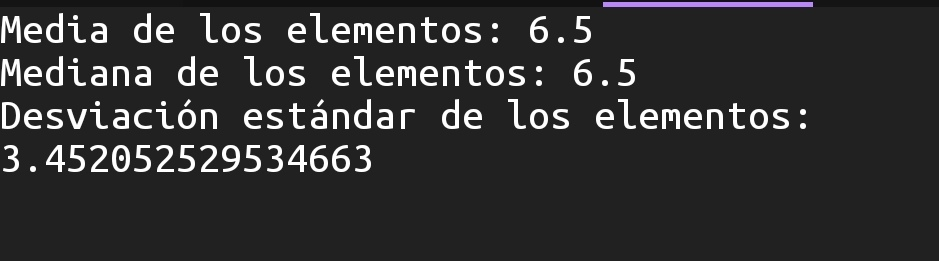 Media de los elementos: 6.5
Mediana de los elementos: 6.5
Desviación estándar de los elementos:
3.452052529534663